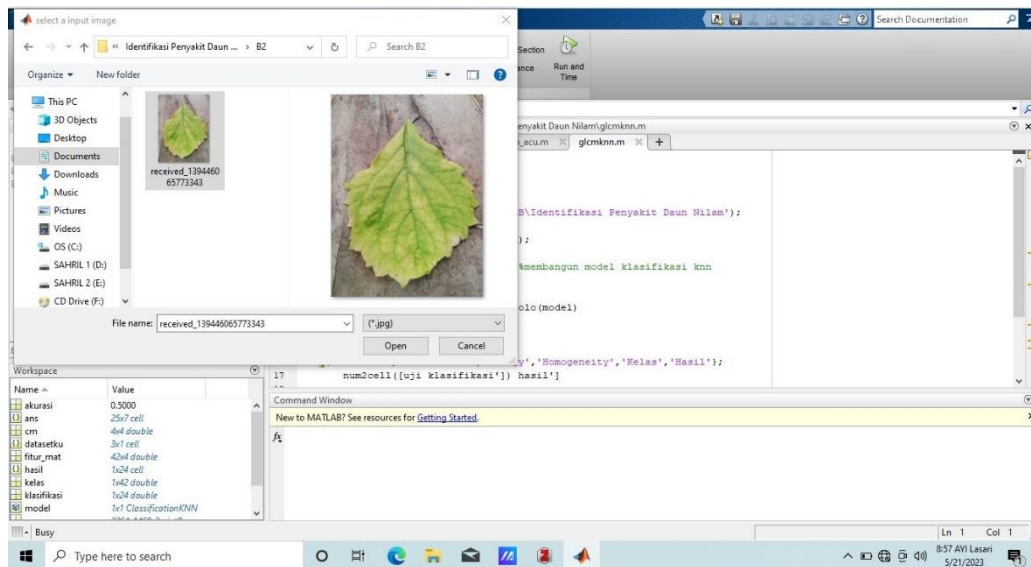 select a input image
Search Documentation
« Identifikasi Penyakit Daun ... › B2
Search B2
Organize
New folder
This PC
3D Objects
Desktop
Documents
Downloads
Music
Pictures
Videos
OS (C:)
SAHRIL 1 (D:)
SAHRIL 2 (E:)
CD Drive (F:)
received_1394460
65773343
File name:
received_139446065773343
(*.jpg)
Open
Cancel
Section
Run and
Time
enyakit Daun Nilam\glcmknn.m
_acum.m
glcmknn.m
B\Identifikasi Penyakit Daun Nilam');
);
%membangun model klasifikasi knn
olo(model)
y','Homogeneity','Kelas','Hasil'};
17 num2cell([uji klasifikasi']) hasil']
Workspace
Name
Value
akurasi 0.5000
ans 25x7 cell
cm 4x4 double
datasetku 3x1 cell
fitur_mat 42x4 double
hasil 1x24 cell
kelas 1x42 double
klasifikasi 1x24 double
model 1x1 ClassificationKNN
Command Window
New to MATLAB? See resources for Getting Started.
fx
Busy
Ln 1 Col 1
Type here to search
8:57 AYI Lasari
5/21/2023